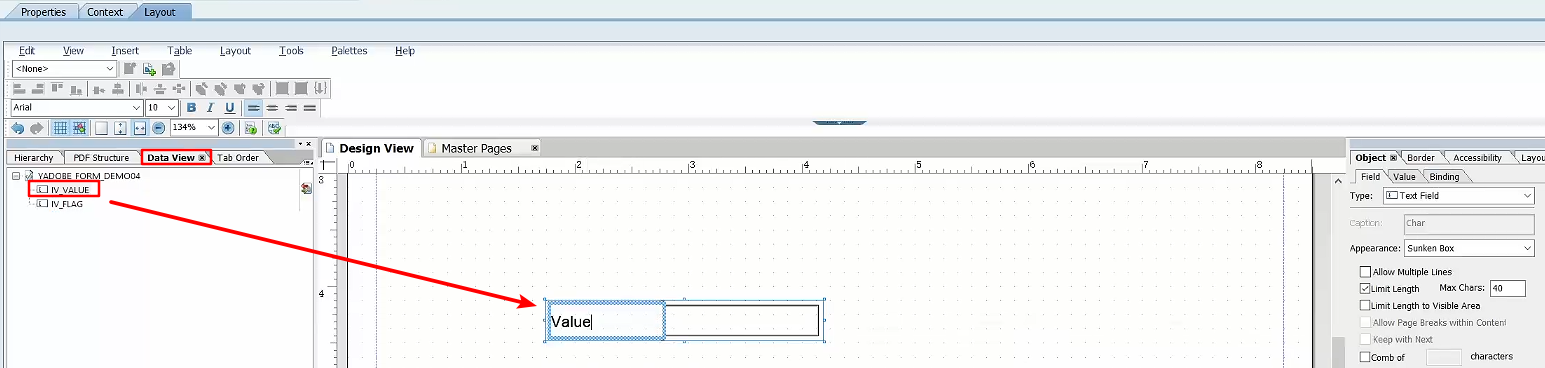 Properties Context Layout
Edit View Insert Table Layout Tools Palettes Help
<None>
Arial 10 B I U
134%
Hierarchy PDF Structure Data View Tab Order
YADOBE_FORM_DEMO04
IV_VALUE
IV_FLAG
Design View Master Pages
0 1 2 3 4 5 6 7 8
3
4
Value
Object Border Accessibility Layou
Field Value Binding
Type: Text Field
Caption: Char
Appearance: Sunken Box
Allow Multiple Lines
Limit Length Max Chars: 40
Limit Length to Visible Area
Allow Page Breaks within Content
Keep with Next
Comb of characters